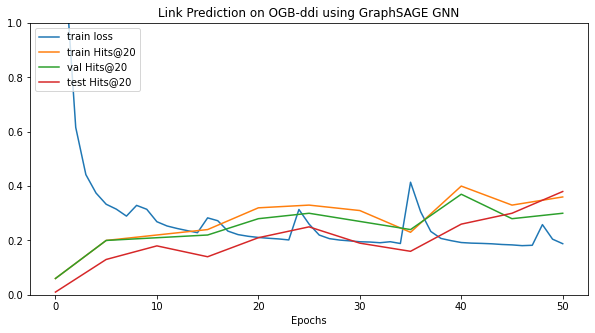 Link Prediction on OGB-ddi using GraphSAGE GNN
1.0
0.8
0.6
0.4
0.2
0.0
train loss
train Hits@20
val Hits@20
test Hits@20
0 10 20 30 40 50
Epochs